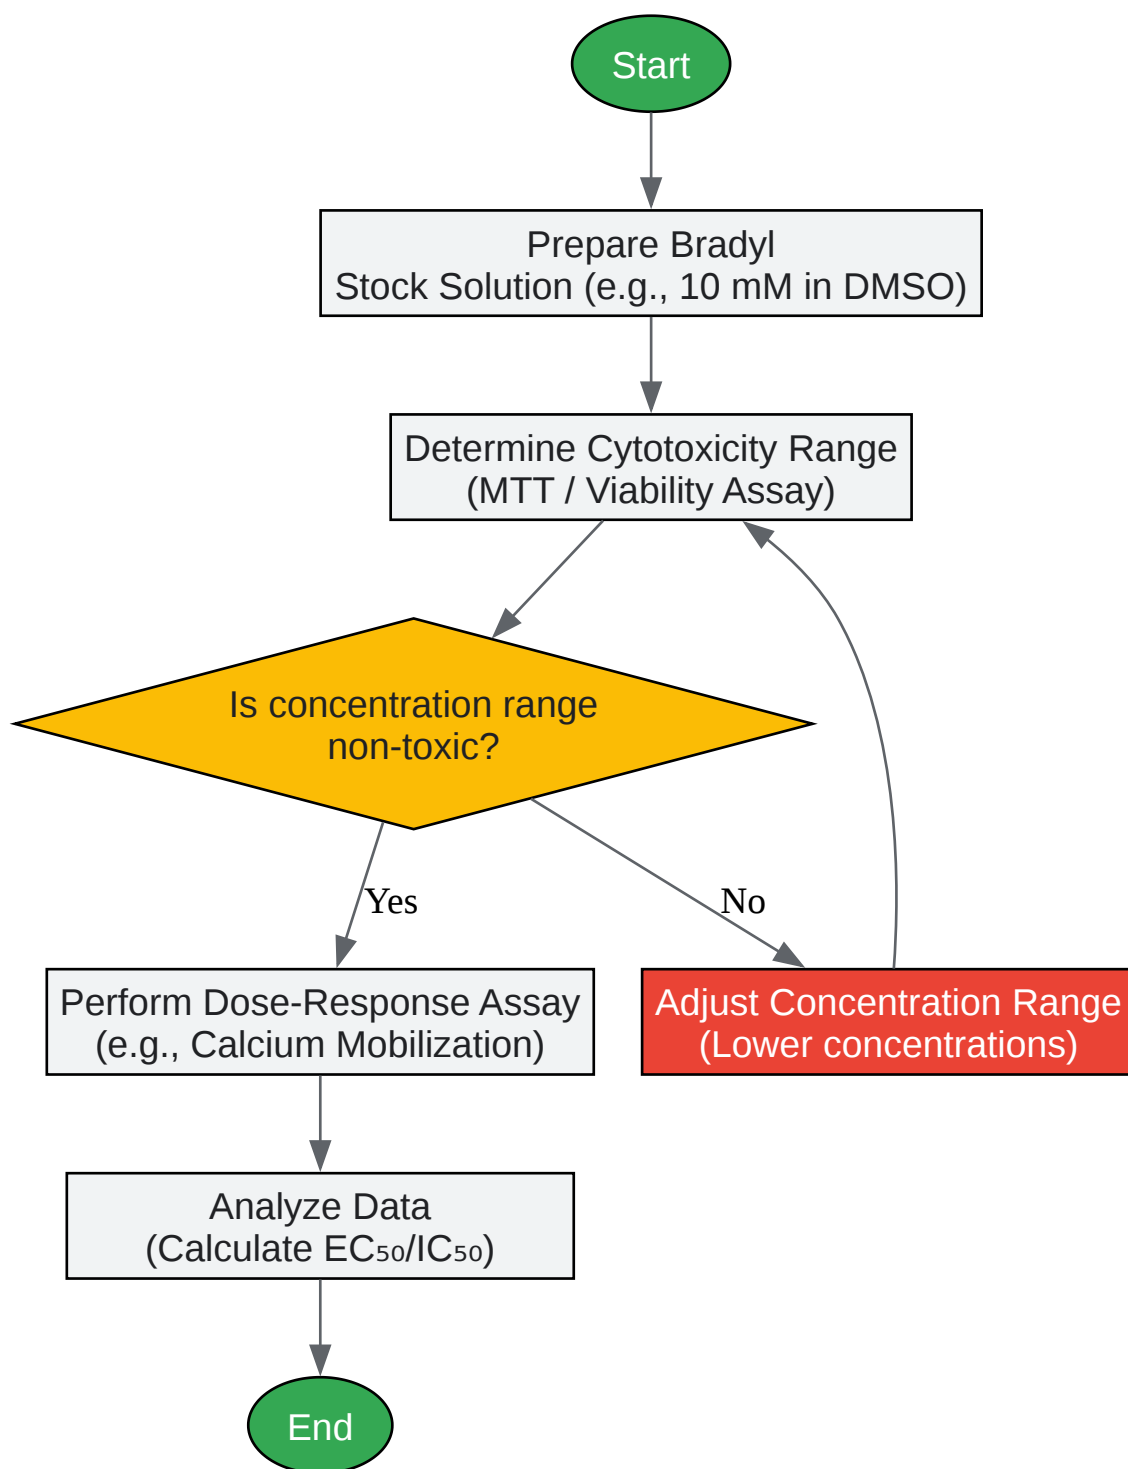 Start
Prepare Bradyl
Stock Solution (e.g., 10 mM in DMSO)
Determine Cytotoxicity Range
(MTT / Viability Assay)
Is concentration range
non-toxic?
Yes
No
Perform Dose-Response Assay
(e.g., Calcium Mobilization)
Adjust Concentration Range
(Lower concentrations)
Analyze Data
(Calculate EC₅₀/IC₅₀)
End